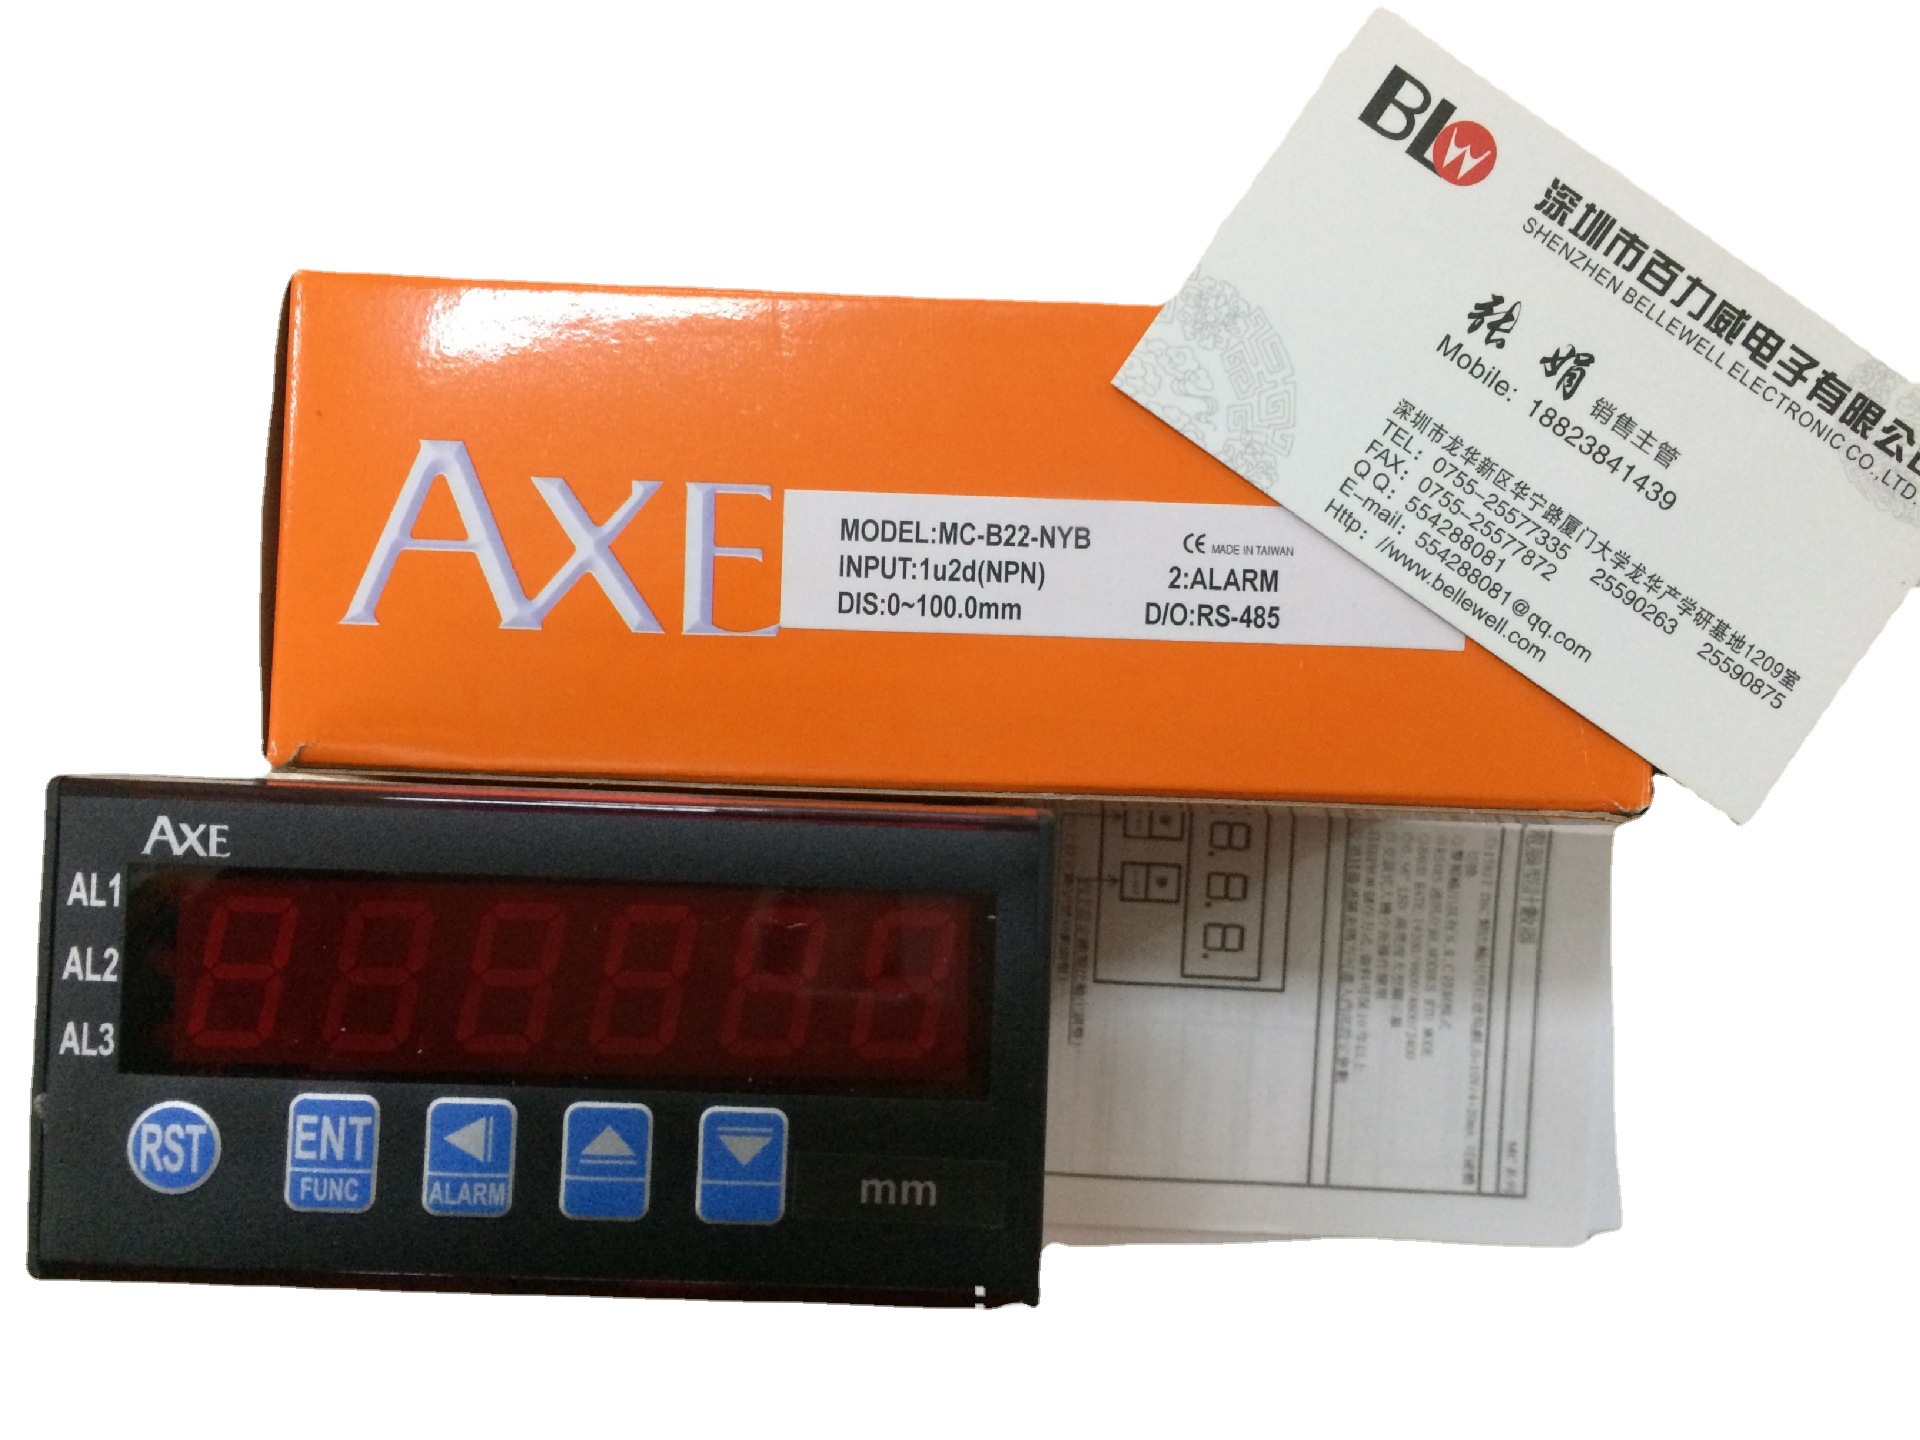 BLW
深圳市百力威电子有限公
SHENZHEN BELLEWELL ELECTRONIC CO.,LTD.
张 娟 销售主管
Mobile: 18823841439
深圳市龙华新区华宁路厦门大学龙华产学研基地1209室
TEL: 0755-25577335 25590263 25590875
FAX: 0755-25577872
Q Q: 554288081
E-mail: 554288081@qq.com
Http: //www.bellewell.com
AXE
MODEL:MC-B22-NYB
INPUT:1u2d(NPN)
DIS:0~100.0mm
CE MADE IN TAIWAN
2:ALARM
D/O:RS-485
AXE
AL1
AL2
AL3
RST
ENT
FUNC
ALARM
mm